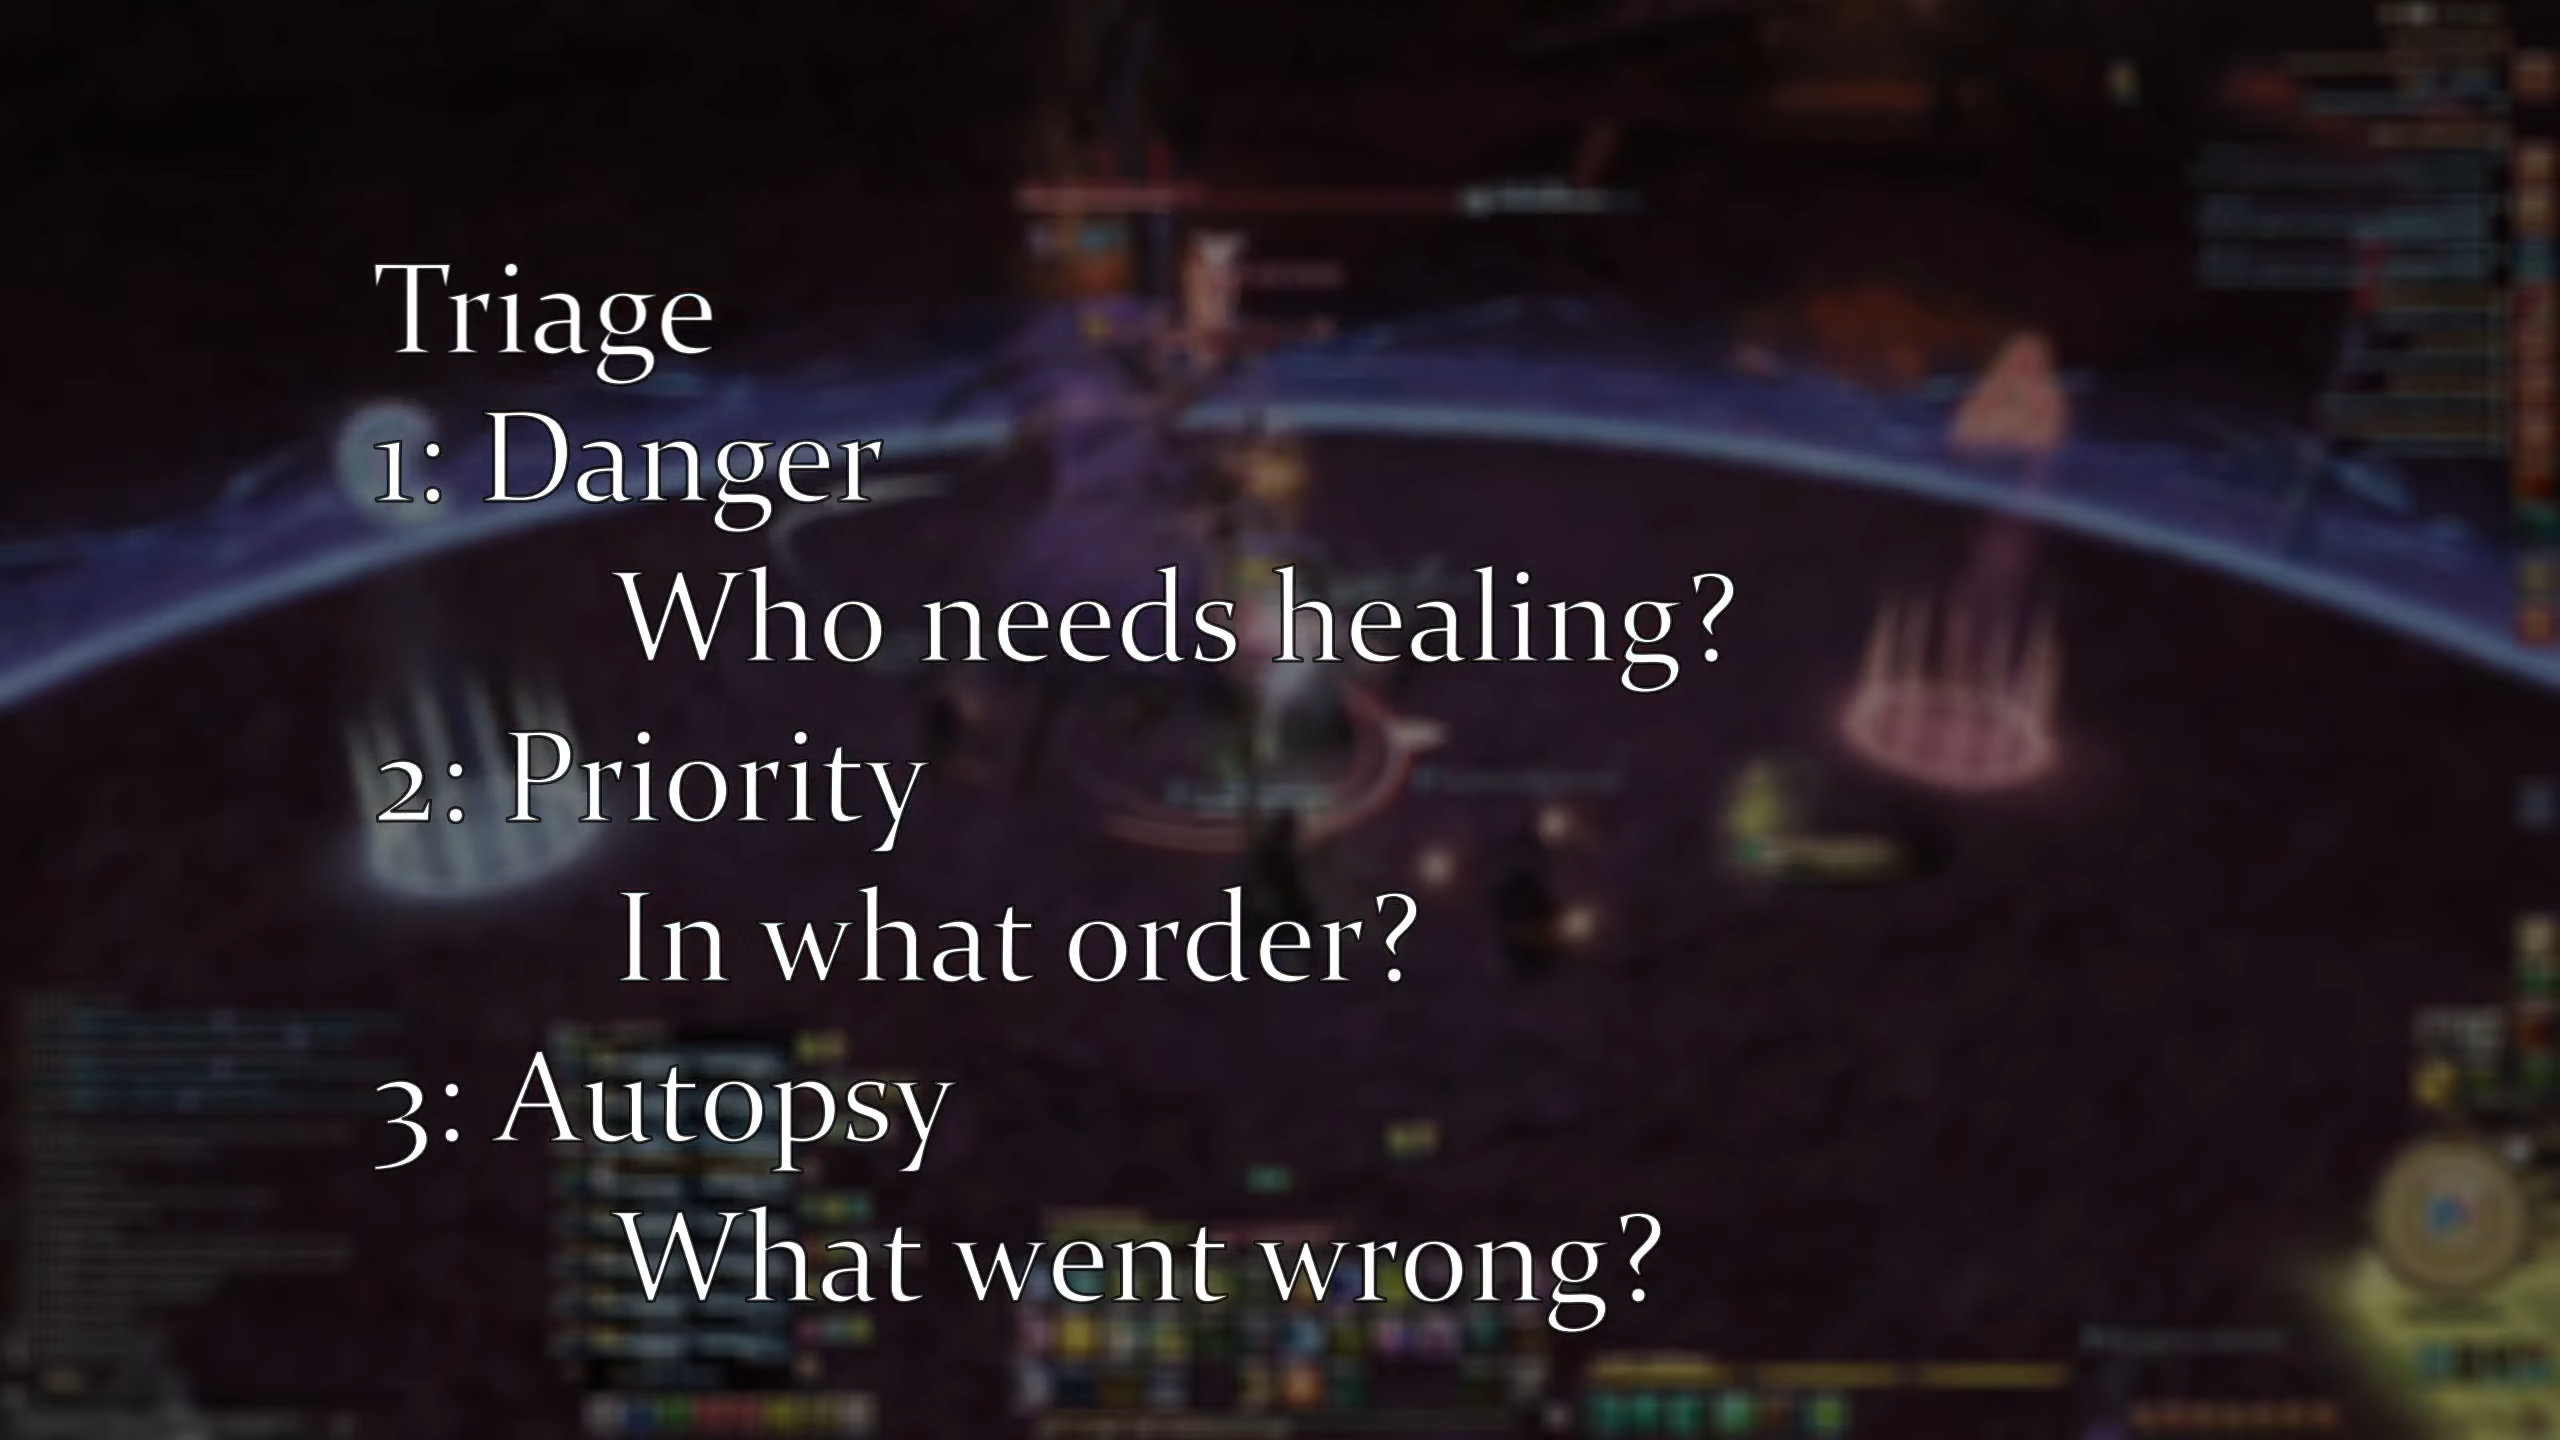 Triage
1: Danger
Who needs healing?
2: Priority
In what order?
3: Autopsy
What went wrong?